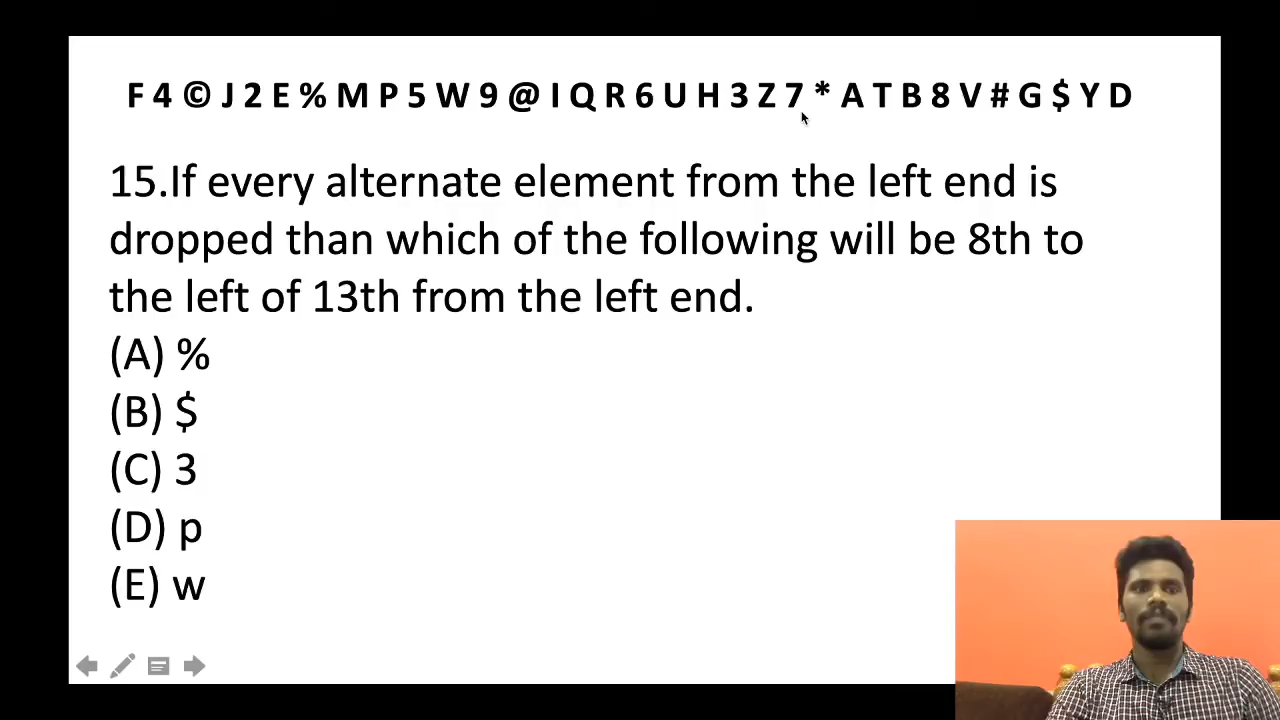 F 4 © J 2 E % M P 5 W 9 @ I Q R 6 U H 3 Z 7 * A T B 8 V # G $ Y D
15.If every alternate element from the left end is
dropped than which of the following will be 8th to
the left of 13th from the left end.
(A) %
(B) $
(C) 3
(D) p
(E) w